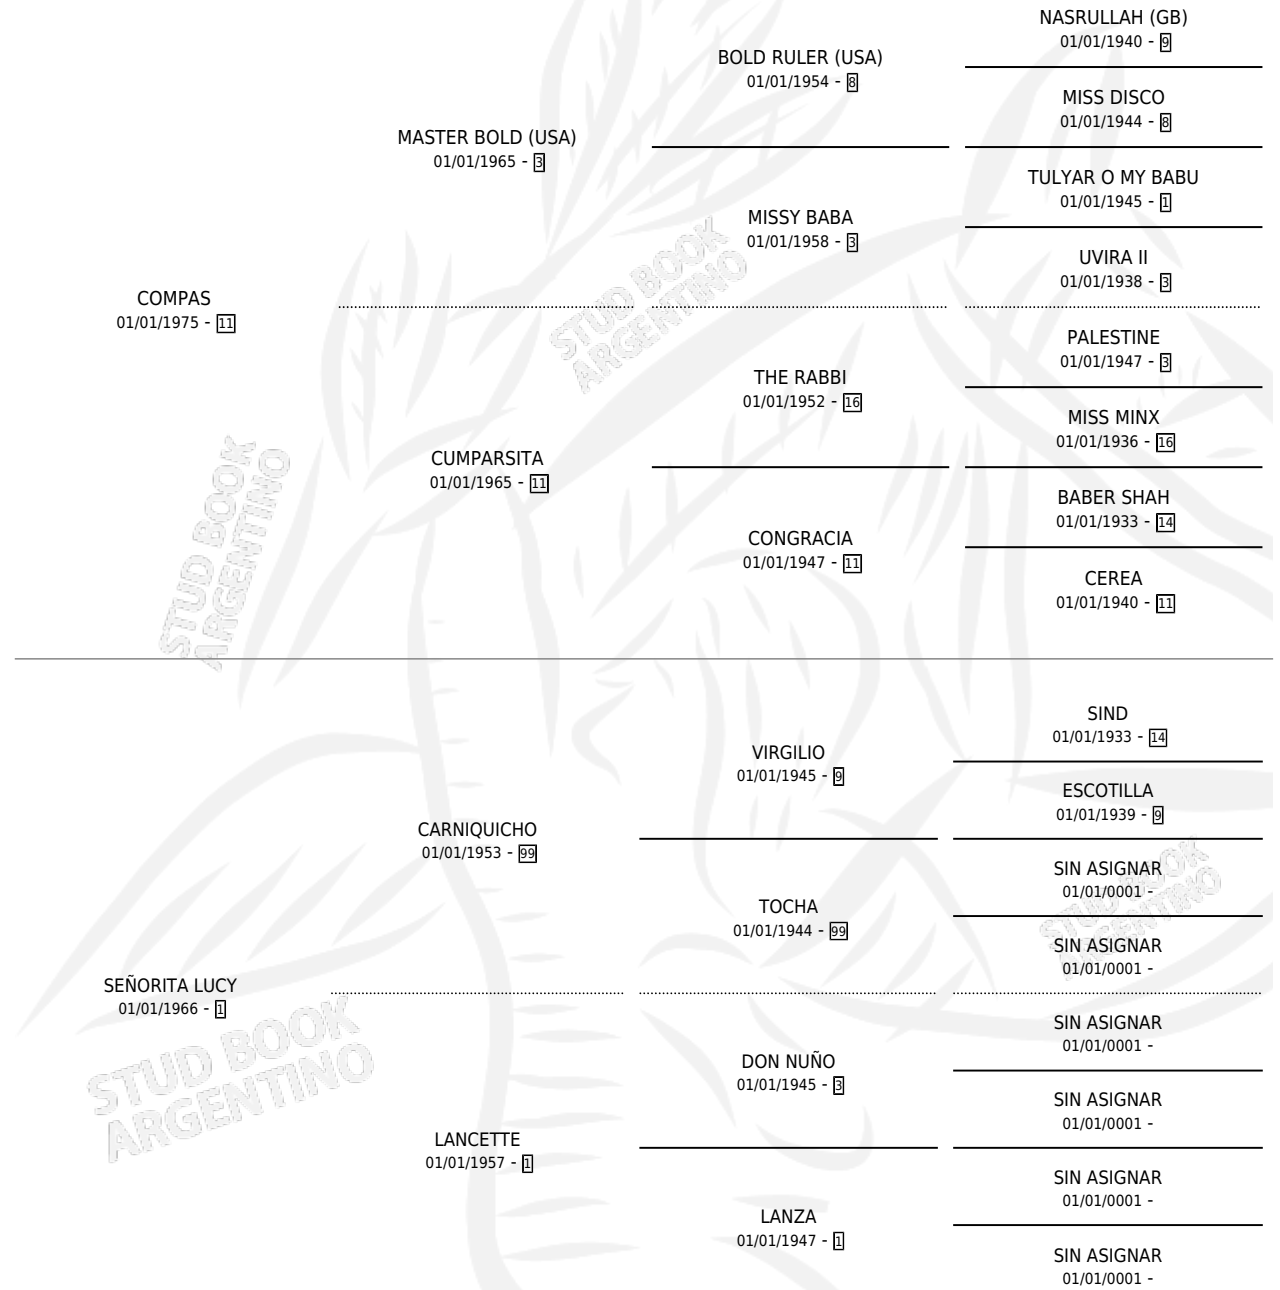 NASRULLAH (GB)
01/01/1940 - 9
BOLD RULER (USA)
01/01/1954 - 8
MISS DISCO
01/01/1944 - 8
MASTER BOLD (USA)
01/01/1965 - 3
TULYAR O MY BABU
01/01/1945 - 1
MISSY BABA
01/01/1958 - 3
UVIRA II
01/01/1938 - 3
COMPAS
01/01/1975 - 11
PALESTINE
01/01/1947 - 3
THE RABBI
01/01/1952 - 16
MISS MINX
01/01/1936 - 16
CUMPARSITA
01/01/1965 - 11
BABER SHAH
01/01/1933 - 14
CONGRACIA
01/01/1947 - 11
CEREA
01/01/1940 - 11
SIND
01/01/1933 - 14
VIRGILIO
01/01/1945 - 9
ESCOTILLA
01/01/1939 - 9
CARNIQUICHO
01/01/1953 - 99
SIN ASIGNAR
01/01/0001 -
TOCHA
01/01/1944 - 99
SIN ASIGNAR
01/01/0001 -
SEÑORITA LUCY
01/01/1966 - 1
SIN ASIGNAR
01/01/0001 -
DON NUÑO
01/01/1945 - 3
SIN ASIGNAR
01/01/0001 -
LANCETTE
01/01/1957 - 1
SIN ASIGNAR
01/01/0001 -
LANZA
01/01/1947 - 1
SIN ASIGNAR
01/01/0001 -
STUD BOOK
ARGENTINO
STUD BOOK
ARGENTINO
STUD BOOK
ARGENTINO
STUD BOOK
ARGENTINO